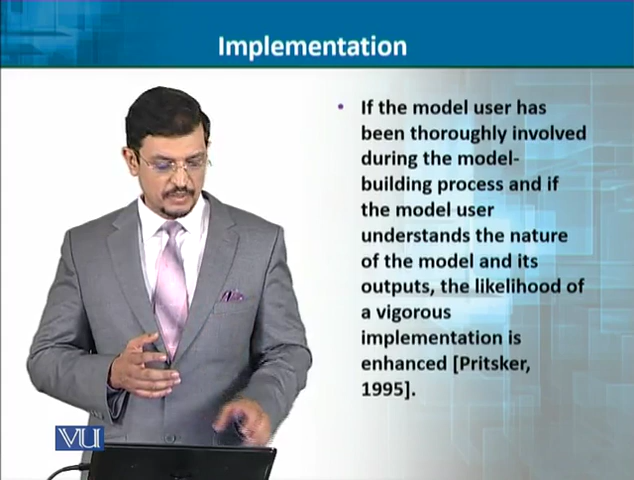 Implementation
• If the model user has
been thoroughly involved
during the model-
building process and if
the model user
understands the nature
of the model and its
outputs, the likelihood of
a vigorous
implementation is
enhanced [Pritsker,
1995].
VU